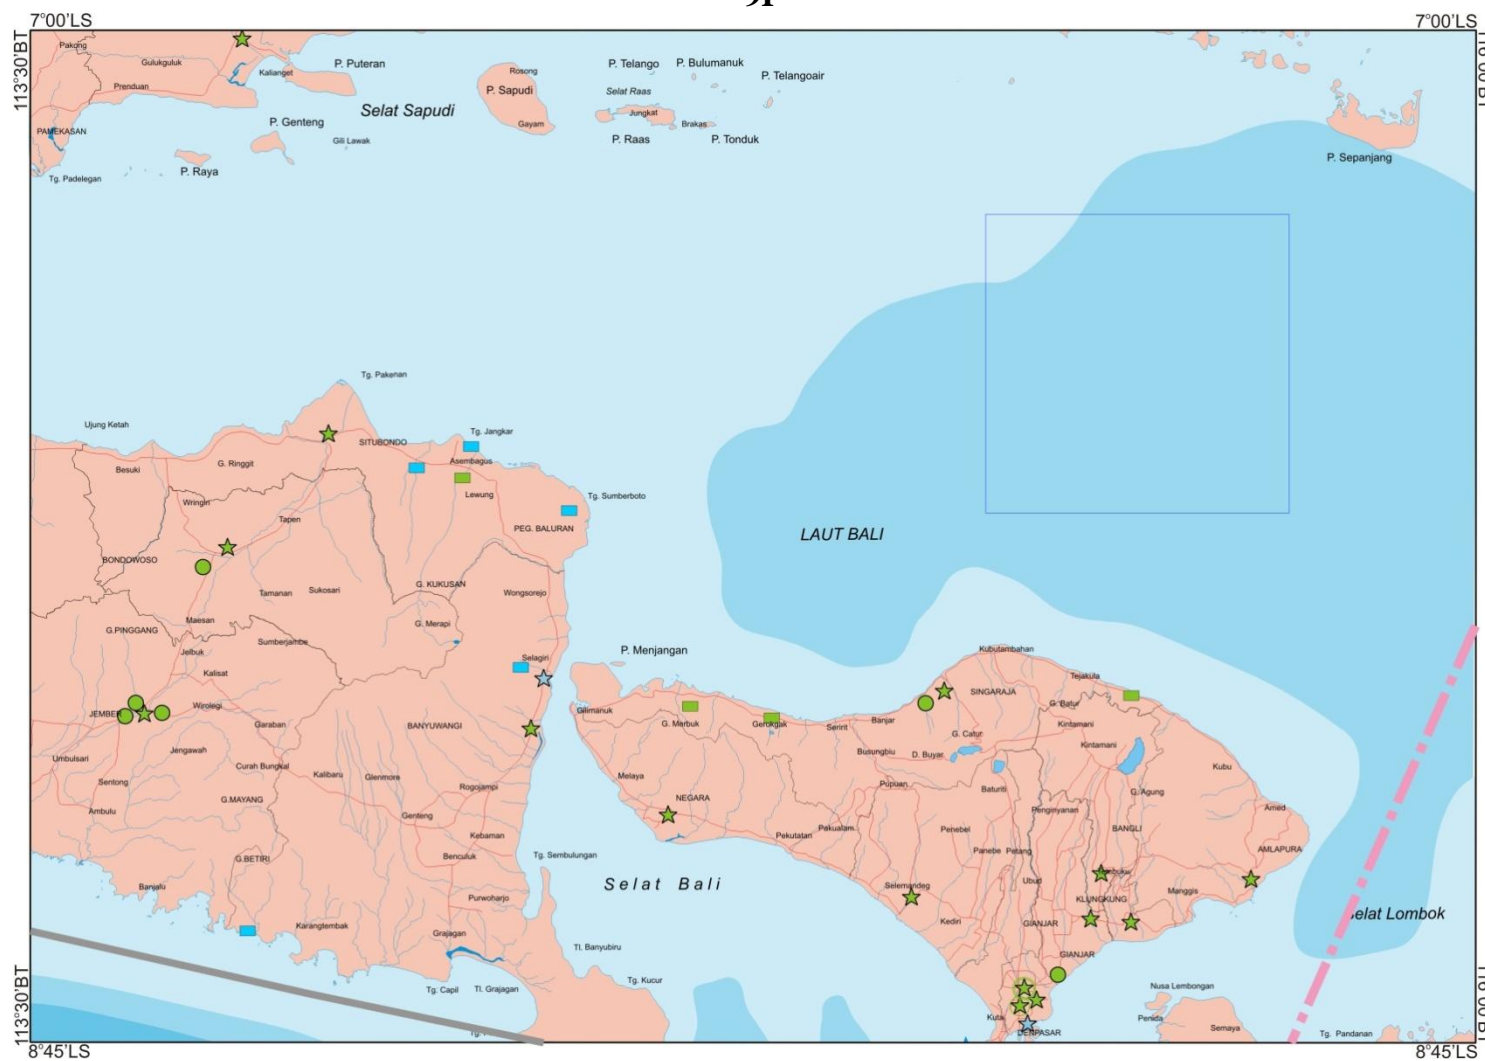 7°00'LS
7°00'LS
113°30'BT
Pakong
Gulukguluk
Prenduan
Kalianget
P. Puteran
Selat Sapudi
Rosong
P. Sapudi
Gayam
P. Telango
P. Bulumanuk
P. Telangoair
Selat Raas
Jungkat
Brakas
P. Raas
P. Tonduk
PAMEKASAN
P. Genteng
Gili Lawak
P. Raya
Tg. Padelegan
P. Sepanjang
Tg. Pakenan
Ujung Ketah
SITUBONDO
Tg. Jangkar
Besuki
G. Ringgit
Asembagus
Lewung
Tg. Sumberboto
Wringin
Tapen
PEG. BALURAN
LAUT BALI
BONDOWOSO
Tamanan
Sukosari
G. KUKUSAN
Wongsorejo
Maesan
G. Merapi
G.PINGGANG
Sumberjambe
Jelbuk
Kalisat
Selagiri
P. Menjangan
Kubutambahan
Tejakula
JEMBER
Wirolegi
Garaban
BANYUWANGI
Gilimanuk
G. Merbuk
Gerokgak
Seririt
Banjar
SINGARAJA
G. Batur
Kintamani
G. Catur
Kintamani
Busungbiu
D. Buyar
Jengawah
Umbulsari
Curah Bungkal
Kalibaru
Glenmore
Sentong
Rogojampi
Melaya
Pupuan
Baturiti
Kubu
G. Agung
G.MAYANG
Ambulu
NEGARA
Genteng
Kebaman
Pekutatan
Pakualam
Penebel
Penginyanan
BANGLI
Amed
Panebe
Petang
AMLAPURA
G.BETIRI
Benculuk
Tg. Sembulungan
Selat Bali
Banjalu
Purwoharjo
Selemandeg
Ubud
KLUNGKUNG
Manggis
Kediri
GIANJAR
Selat Lombok
Karangtembak
Grajagan
Tl. Banyubiru
GIANJAR
Tg. Kucur
Tg. Capil
Tl. Grajagan
Nusa Lembongan
Kuta
Penida
Semaya
DENPASAR
Tg. Pandanan
113°30'BT
8°45'LS
8°45'LS